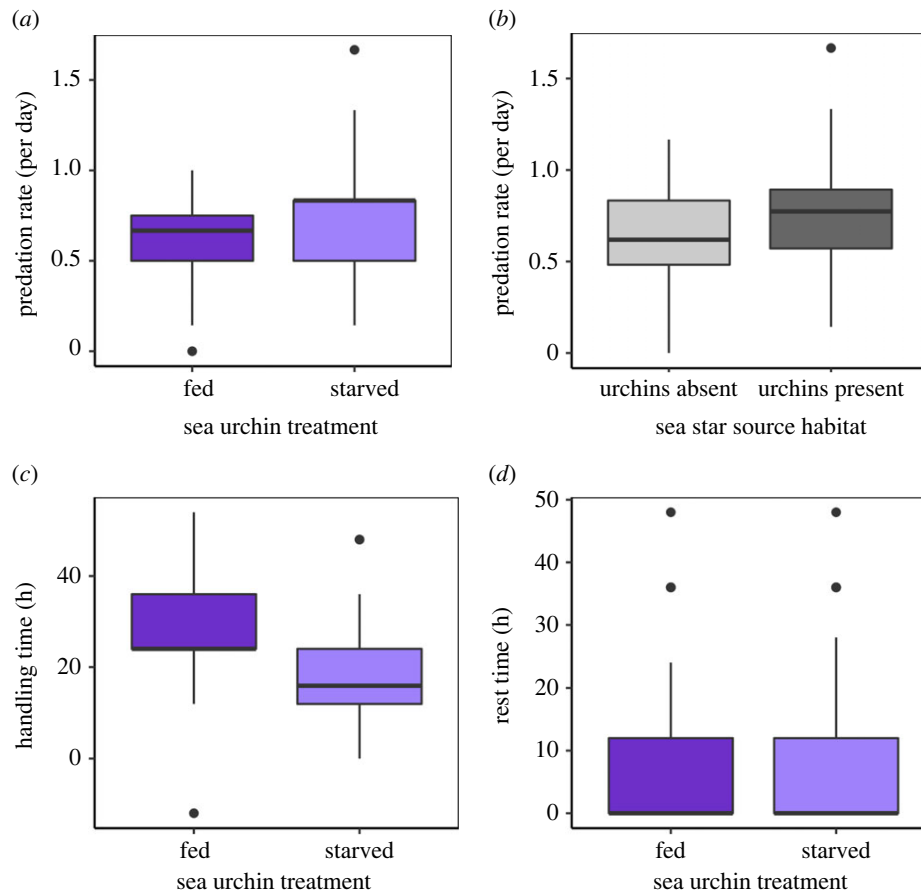 (a)
predation rate (per day)
1.5
1.0
0.5
0
fed starved
sea urchin treatment
(b)
predation rate (per day)
1.5
1.0
0.5
0
urchins absent urchins present
sea star source habitat
(c)
handling time (h)
40
20
0
fed starved
sea urchin treatment
(d)
rest time (h)
50
40
30
20
10
0
fed starved
sea urchin treatment